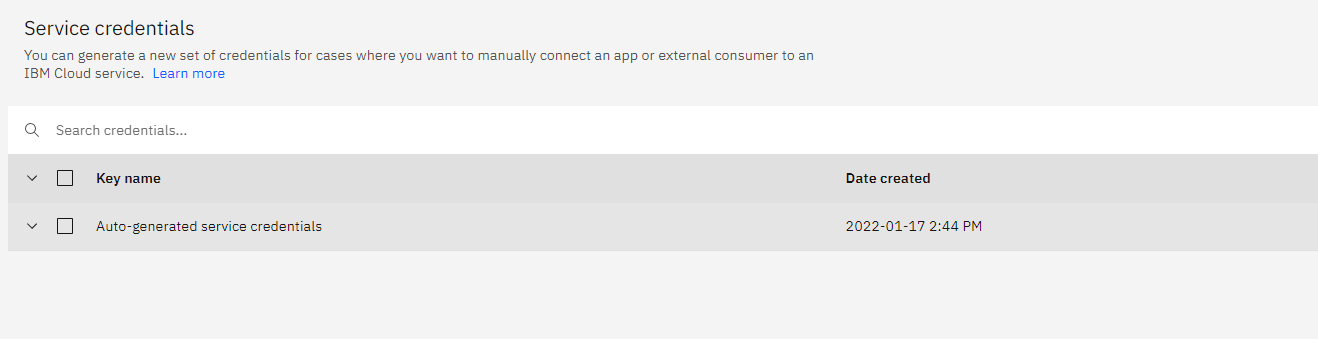 Service credentials
You can generate a new set of credentials for cases where you want to manually connect an app or external consumer to an
IBM Cloud service. Learn more
Search credentials...
Key name Date created
Auto-generated service credentials 2022-01-17 2:44 PM